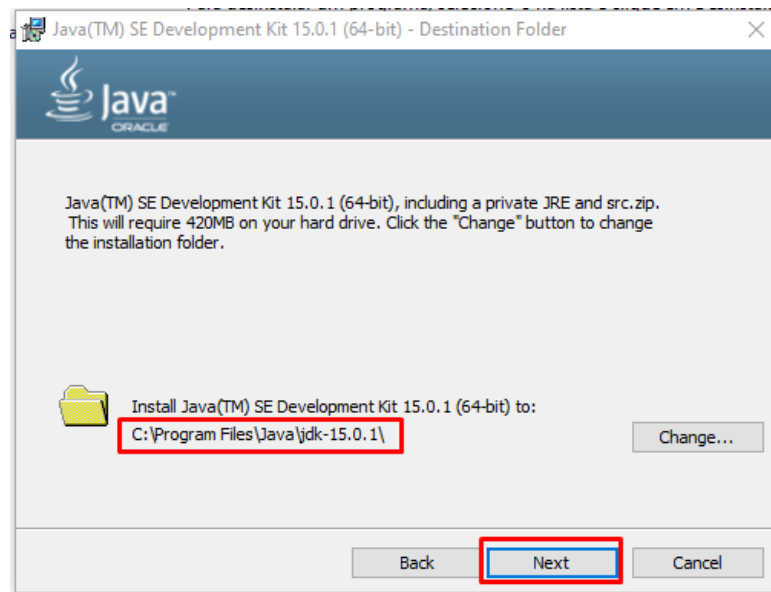 Java(TM) SE Development Kit 15.0.1 (64-bit) - Destination Folder
Java™
ORACLE
Java(TM) SE Development Kit 15.0.1 (64-bit), including a private JRE and src.zip.
This will require 420MB on your hard drive. Click the "Change" button to change
the installation folder.
Install Java(TM) SE Development Kit 15.0.1 (64-bit) to:
C:\Program Files\Java\jdk-15.0.1\
Change...
Back
Next
Cancel